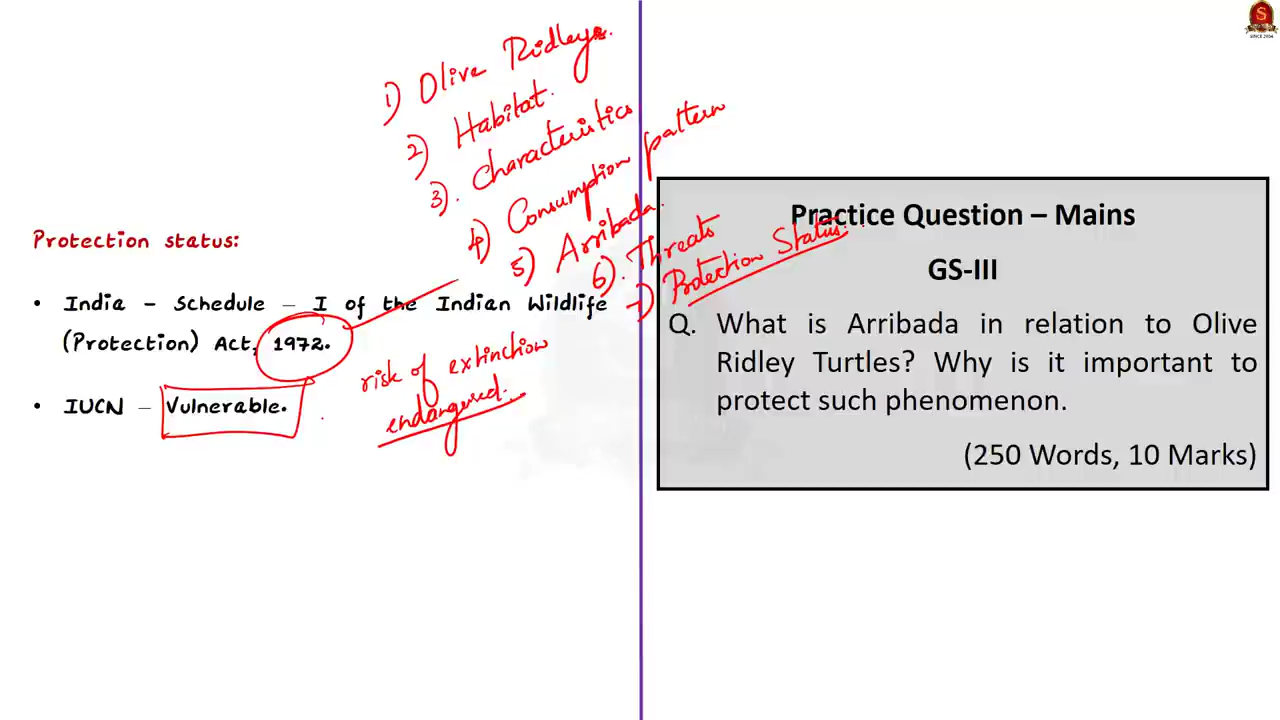 S
SINCE 2004
1) Olive Ridleys.
2) Habitat.
3). Characteristics
4) Consumption pattern
5) Arribada.
6). Threats
7) Protection Status.
Protection status:
• India – Schedule – I of the Indian Wildlife
(Protection) Act, 1972.
• IUCN – Vulnerable.
risk of extinction
endangered.
Practice Question – Mains
GS-III
Q. What is Arribada in relation to Olive
Ridley Turtles? Why is it important to
protect such phenomenon.
(250 Words, 10 Marks)